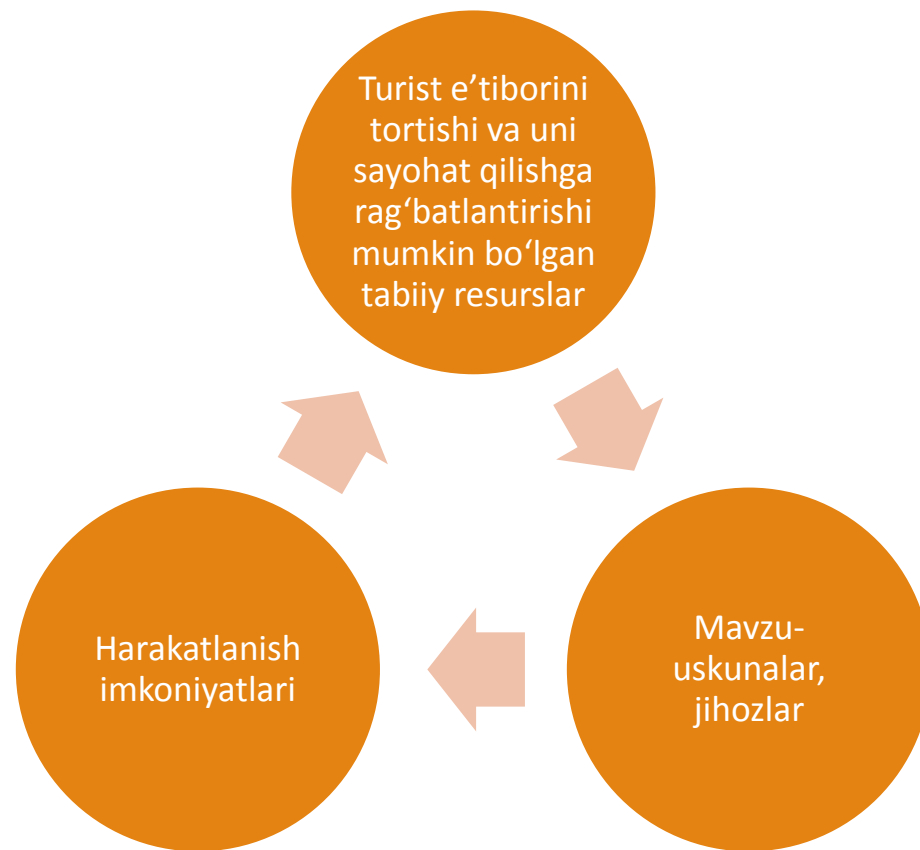 Turist e’tiborini
tortishi va uni
sayohat qilishga
rag‘batlantirishi
mumkin bo‘lgan
tabiiy resurslar
Harakatlanish
imkoniyatlari
Mavzu-
uskunalar,
jihozlar